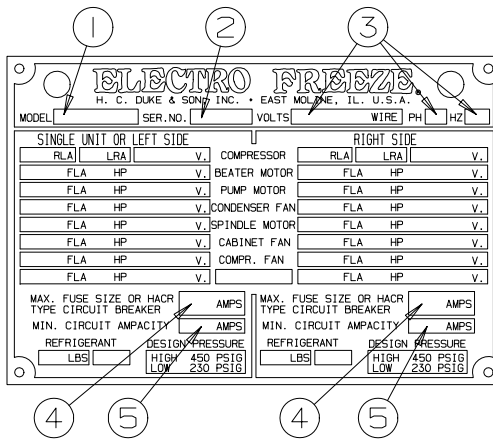 1 2 3
ELECTRO FREEZE
H. C. DUKE & SON, INC. • EAST MOLINE, IL. U.S.A.
MODEL SER.NO. VOLTS WIRE PH HZ
SINGLE UNIT OR LEFT SIDE RIGHT SIDE
RLA LRA V. COMPRESSOR RLA LRA V.
FLA HP V. BEATER MOTOR FLA HP V.
FLA HP V. PUMP MOTOR FLA HP V.
FLA HP V. CONDENSER FAN FLA HP V.
FLA HP V. SPINDLE MOTOR FLA HP V.
FLA HP V. CABINET FAN FLA HP V.
FLA HP V. COMPR. FAN FLA HP V.
FLA HP V. FLA HP V.
MAX. FUSE SIZE OR HACR AMPS MAX. FUSE SIZE OR HACR AMPS
TYPE CIRCUIT BREAKER TYPE CIRCUIT BREAKER
MIN. CIRCUIT AMPACITY AMPS MIN. CIRCUIT AMPACITY AMPS
REFRIGERANT DESIGN PRESSURE REFRIGERANT DESIGN PRESSURE
LBS HIGH 450 PSIG LBS HIGH 450 PSIG
LOW 230 PSIG LOW 230 PSIG
4 5 4 5